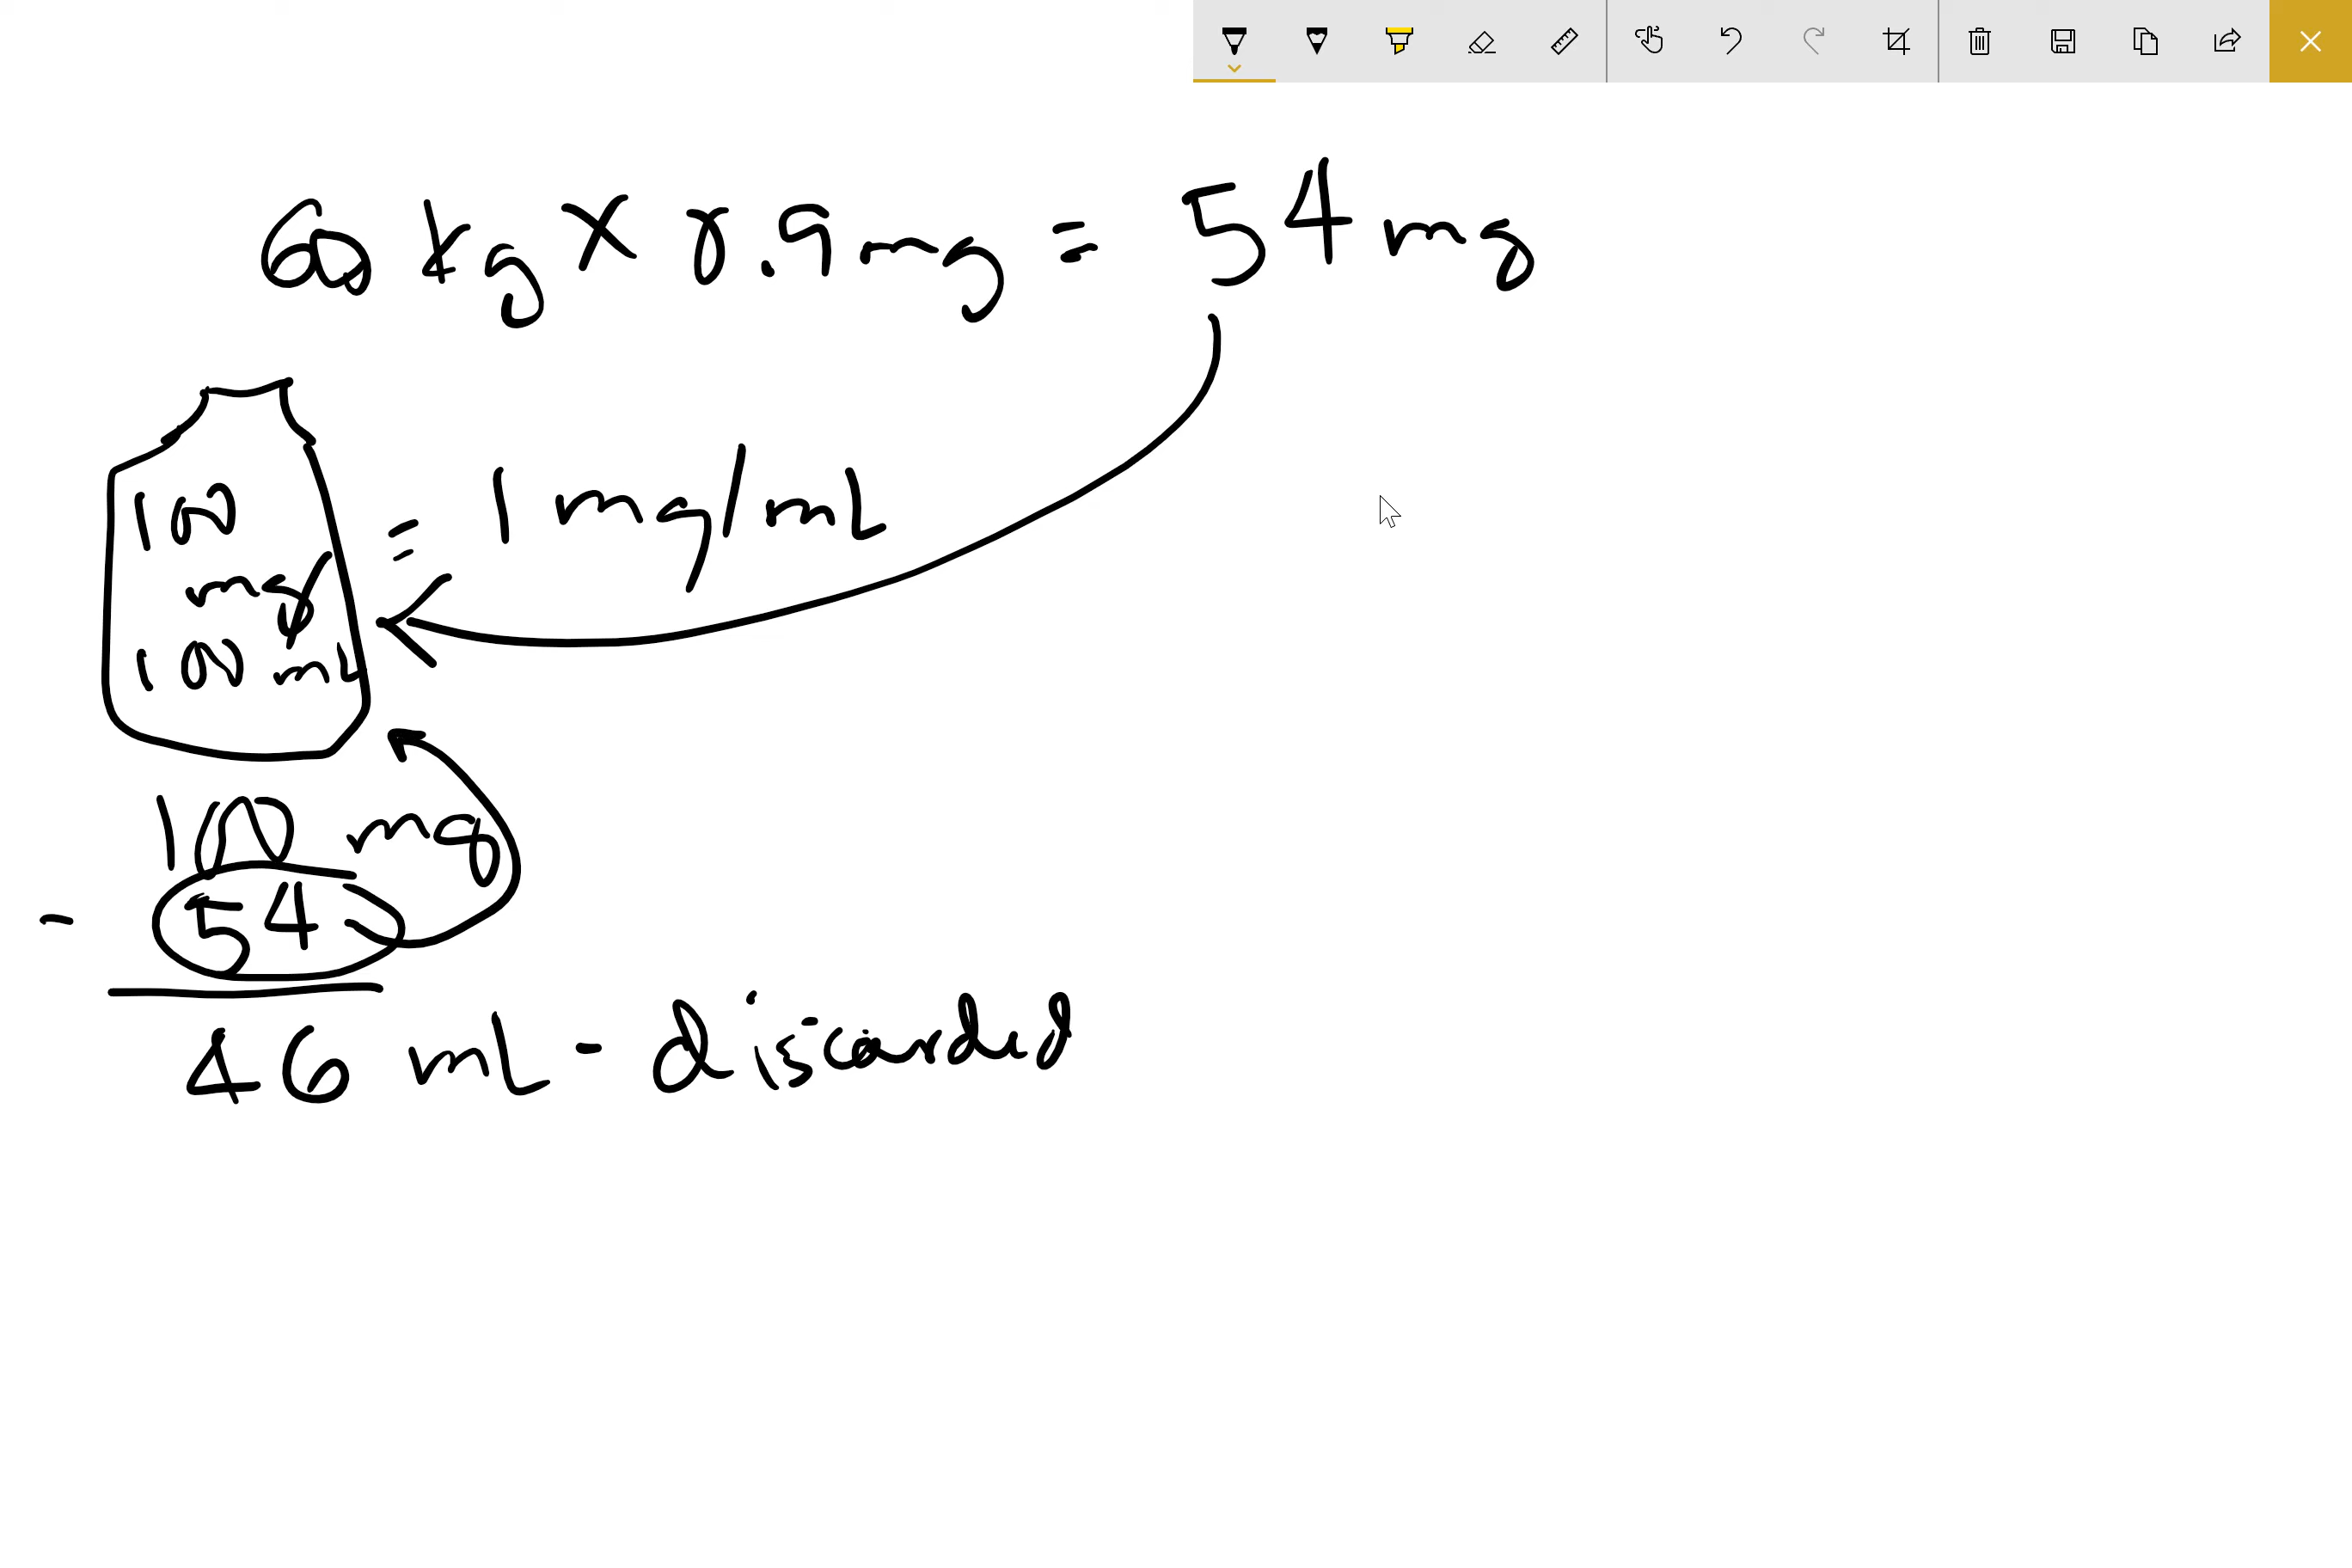 60 kg x 0.9 mg = 54 mg
100 mg/ 100 mL = 1 mg/mL
100 mg
- 54
46 mL - discarded